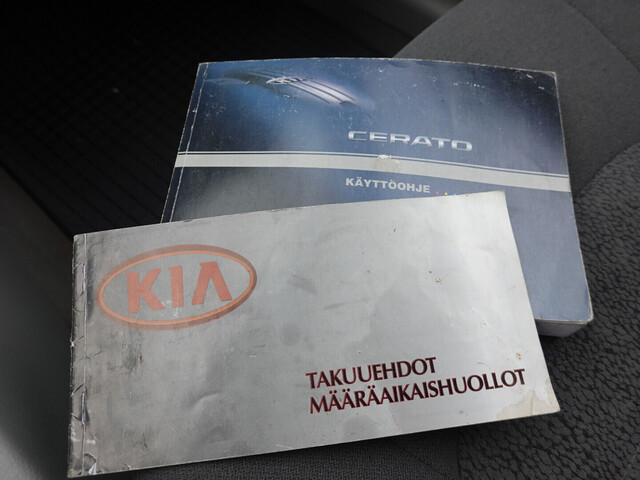 CERATO
KÄYTTÖOHJE
KIA
TAKUUEHDOT
MÄÄRÄAIKAISHUOLLOT